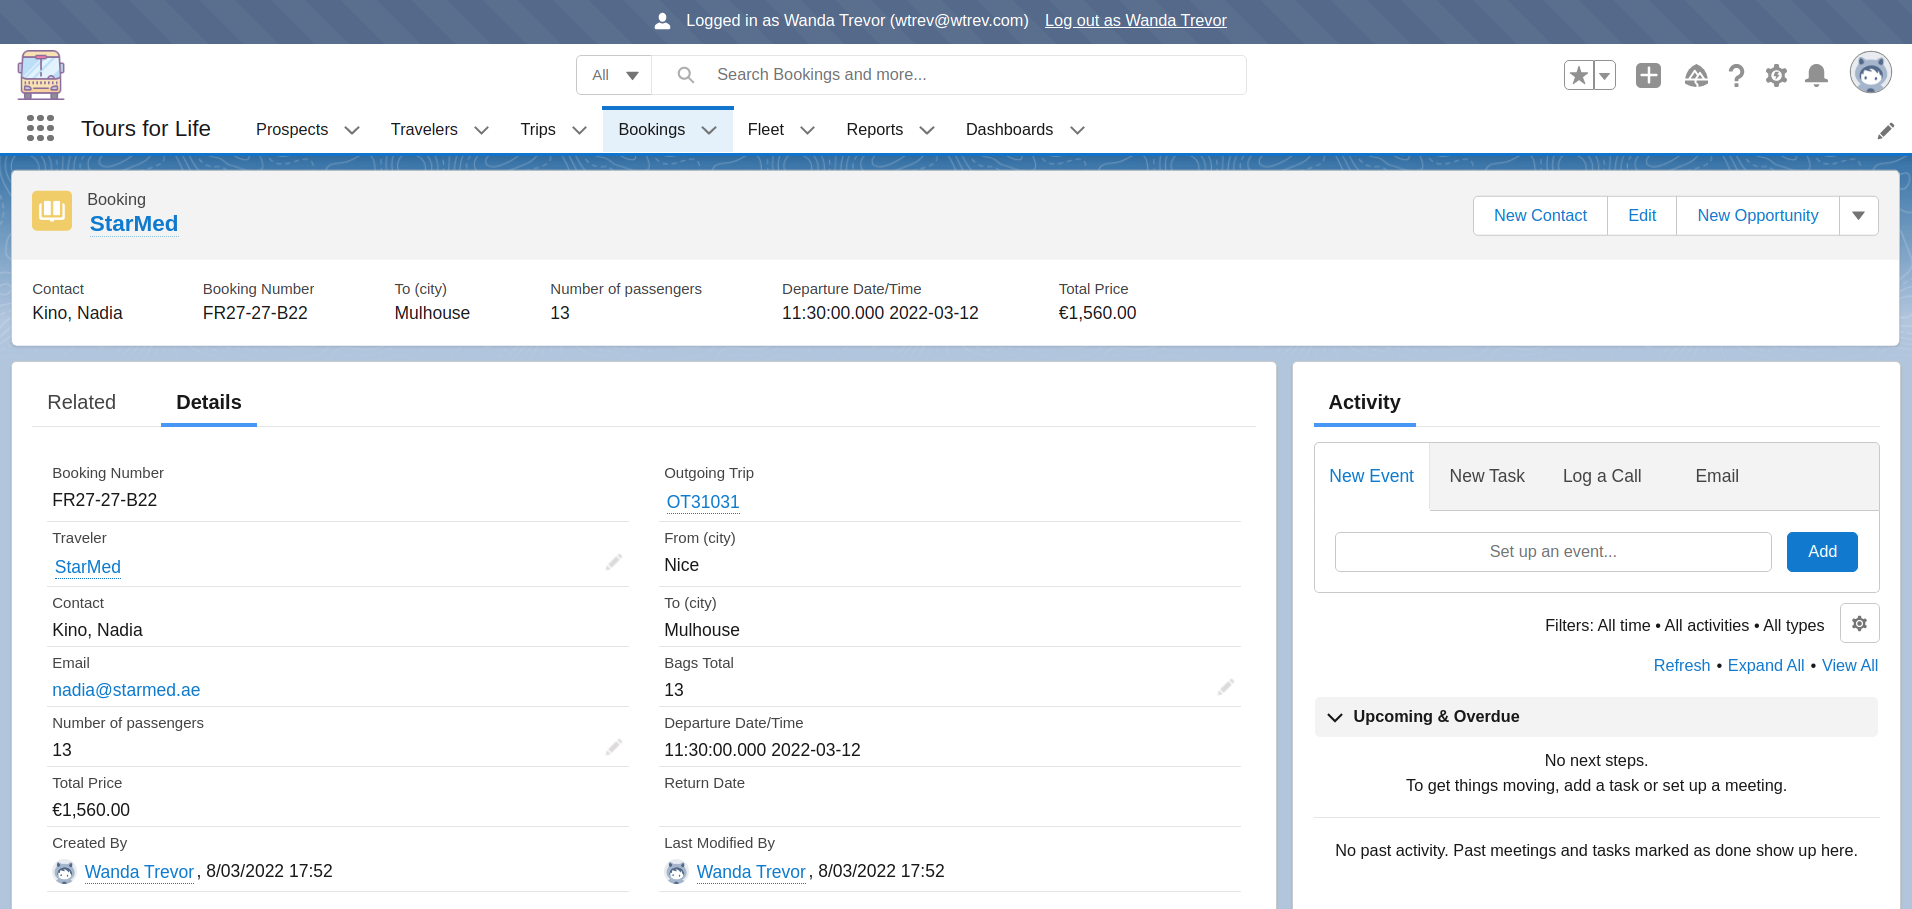 Logged in as Wanda Trevor (wtrev@wtrev.com) Log out as Wanda Trevor
All Search Bookings and more...
Tours for Life Prospects Travelers Trips Bookings Fleet Reports Dashboards
Booking
StarMed
New Contact Edit New Opportunity
Contact Booking Number To (city) Number of passengers Departure Date/Time Total Price
Kino, Nadia FR27-27-B22 Mulhouse 13 11:30:00.000 2022-03-12 €1,560.00
Related Details
Booking Number
FR27-27-B22
Outgoing Trip
OT31031
Traveler
StarMed
From (city)
Nice
Contact
Kino, Nadia
To (city)
Mulhouse
Email
nadia@starmed.ae
Bags Total
13
Number of passengers
13
Departure Date/Time
11:30:00.000 2022-03-12
Total Price
€1,560.00
Return Date
Created By
Wanda Trevor, 8/03/2022 17:52
Last Modified By
Wanda Trevor, 8/03/2022 17:52
Activity
New Event New Task Log a Call Email
Set up an event... Add
Filters: All time • All activities • All types
Refresh • Expand All • View All
Upcoming & Overdue
No next steps.
To get things moving, add a task or set up a meeting.
No past activity. Past meetings and tasks marked as done show up here.